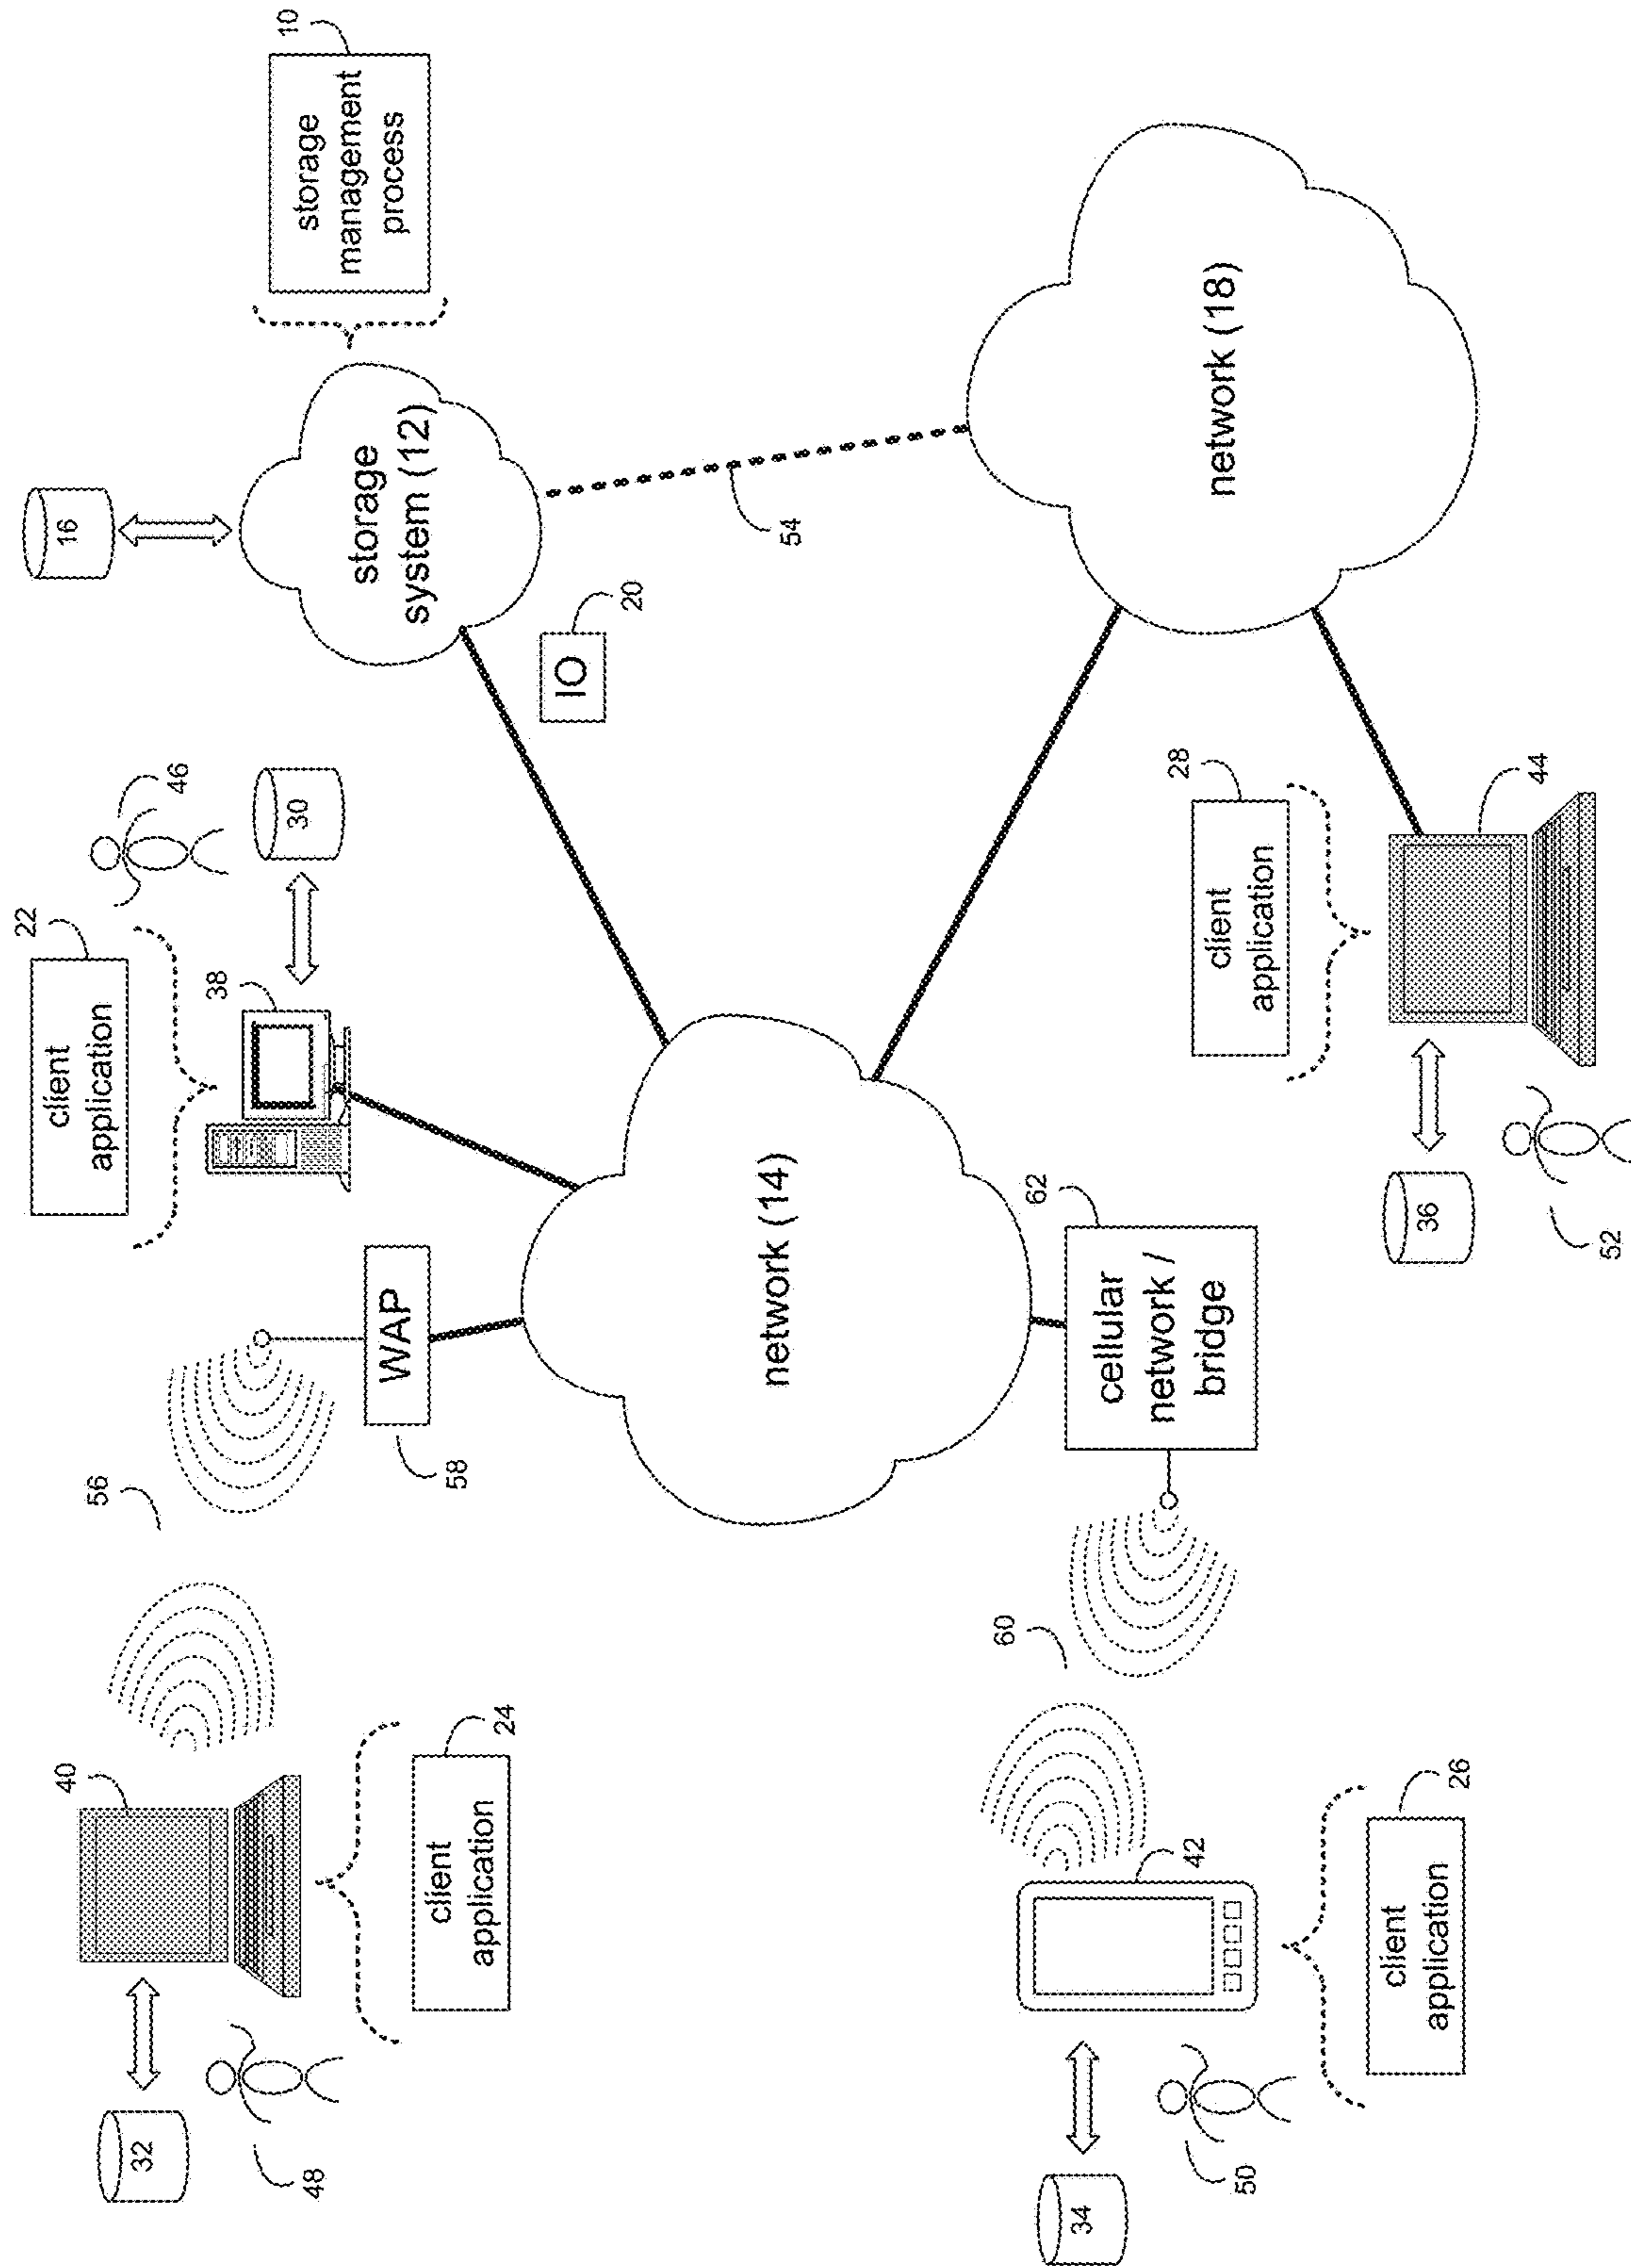 32
48
40
client
application
24
56
WAP
58
client
application
22
38
46
30
16
storage
system (12)
storage
management
process
10
IO
20
54
network (14)
network (18)
34
50
42
client
application
26
60
cellular
network /
bridge
62
client
application
28
36
52
44